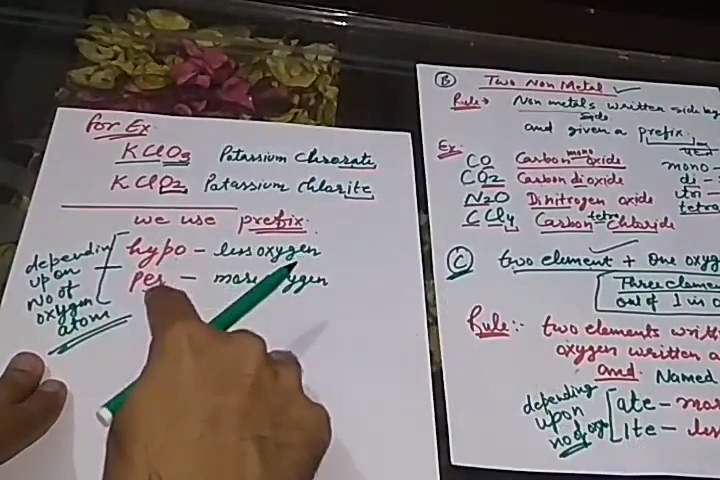 For Ex.
KClO3 Potassium Chrorate
KClO2 Potassium Chlorite
we use prefix.
hypo - less oxygen
per - more oxygen
depending
upon
No of
oxygen
atom
B Two Non Metal
Rule → Non metals written side by
side
and given a prefix
Ex CO Carbon mono oxide
CO2 Carbon dioxide
N2O Dinitrogen oxide
CCl4 Carbon tetra Chloride
mono -
di -
tri -
tetra
C two element + one oxyg
Three eleme
out of 1 is o
Rule:- two elements writ
oxygen written a
and Named
depending
upon
no of oxy
ate - mor
ite - les